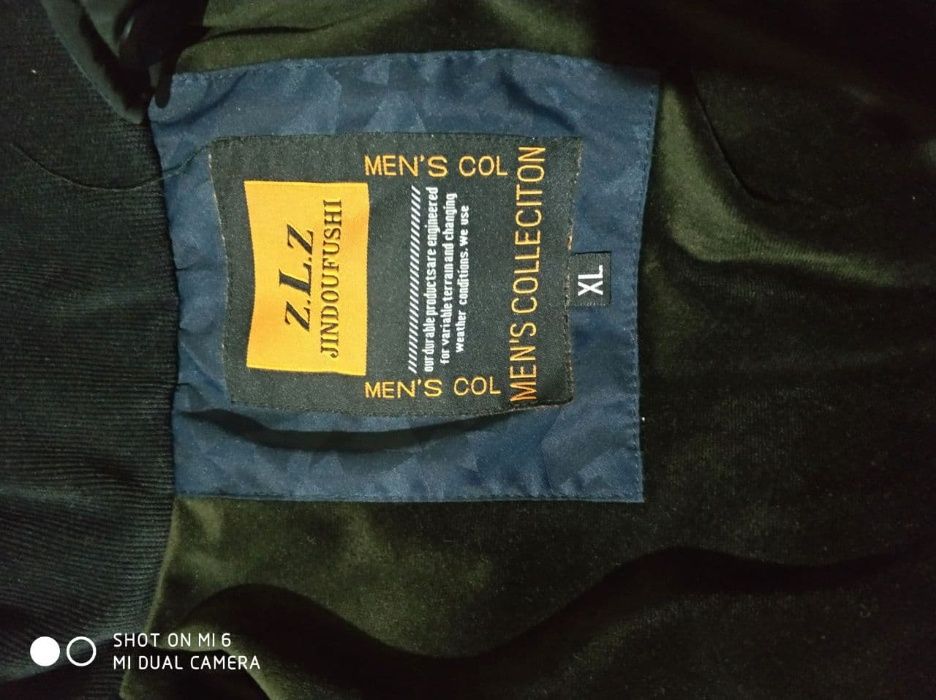 Z.L.Z
JINDOUFUSHI
MEN'S COL
MEN'S COL
our durable products are engineered
for variable terrain and changing
weather conditions. we use
MEN'S COLLECITON
XL
SHOT ON MI 6
MI DUAL CAMERA